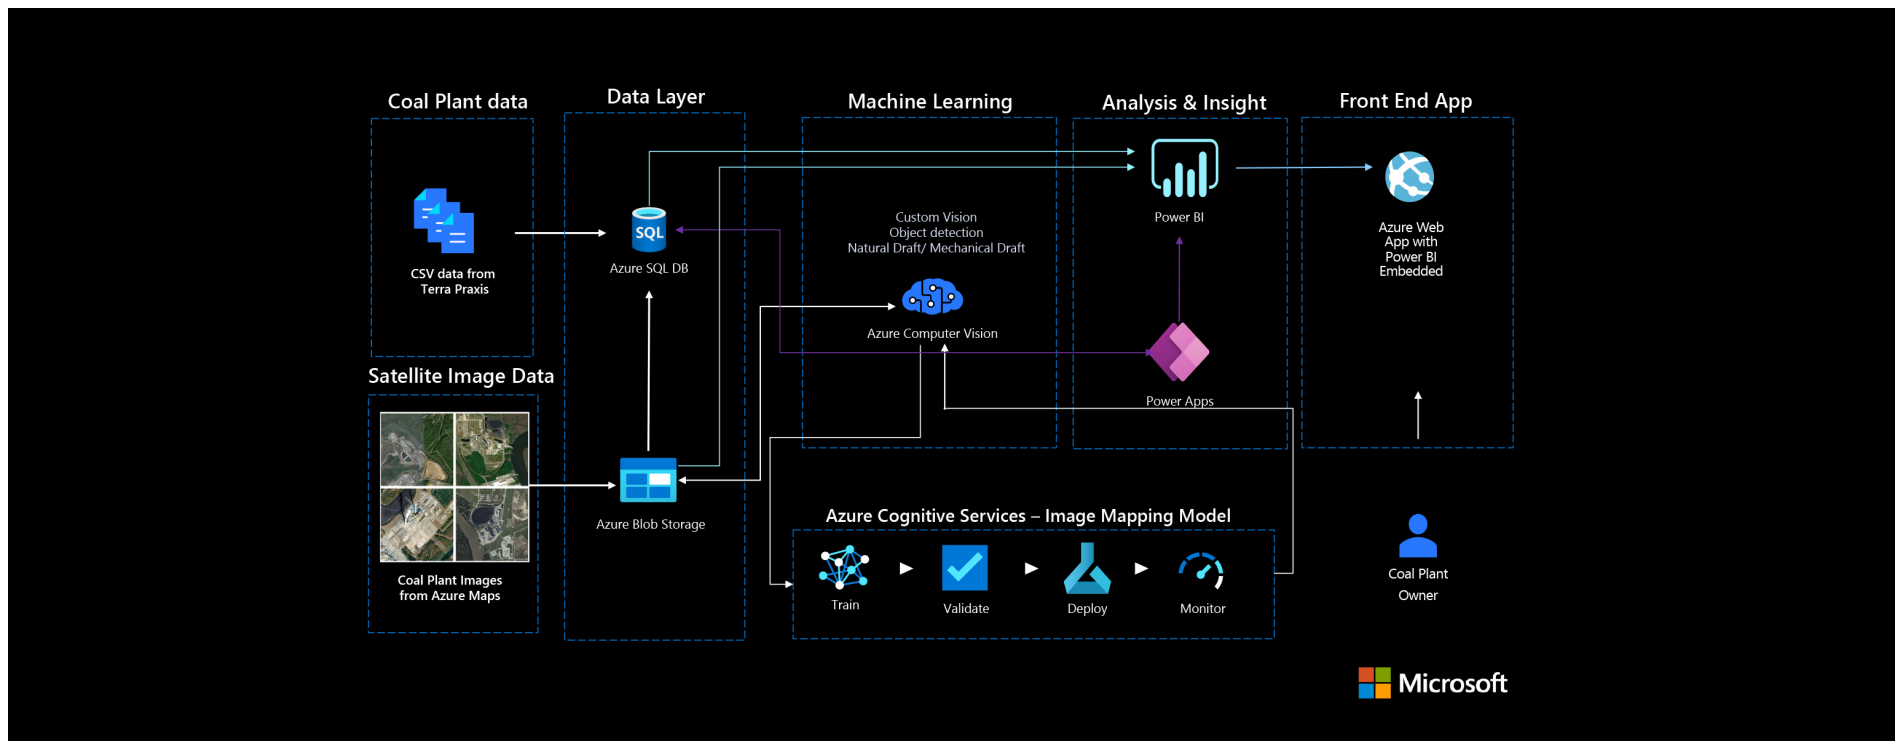 Coal Plant data
Data Layer
Machine Learning
Analysis & Insight
Front End App
CSV data from
Terra Praxis
SQL
Azure SQL DB
Custom Vision
Object detection
Natural Draft/ Mechanical Draft
Azure Computer Vision
Power BI
Azure Web
App with
Power BI
Embedded
Power Apps
Satellite Image Data
Coal Plant Images
from Azure Maps
Azure Blob Storage
Azure Cognitive Services – Image Mapping Model
Train
Validate
Deploy
Monitor
Coal Plant
Owner
Microsoft